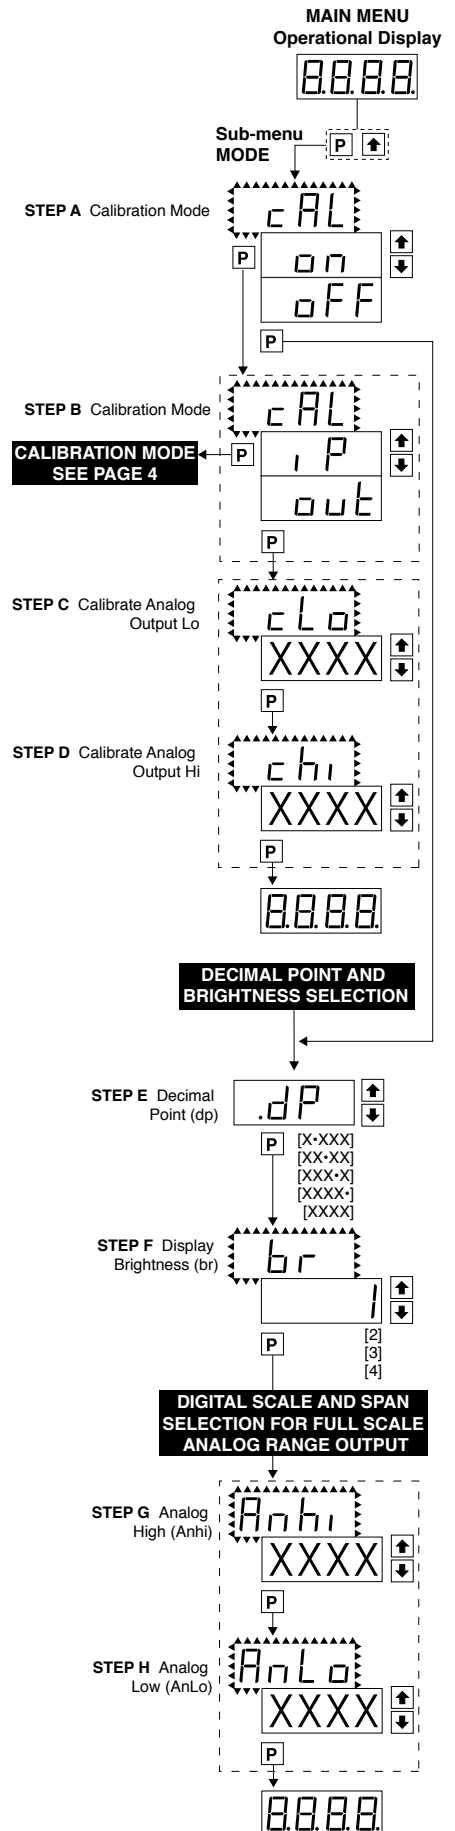 MAIN MENU
Operational Display
8.8.8.8.
Sub-menu
MODE
P
STEP A Calibration Mode
cAL
P
on
oFF
P
STEP B Calibration Mode
cAL
CALIBRATION MODE
SEE PAGE 4
P
iP
out
P
STEP C Calibrate Analog
Output Lo
cLo
XXXX
P
STEP D Calibrate Analog
Output Hi
chi
XXXX
P
8.8.8.8.
DECIMAL POINT AND
BRIGHTNESS SELECTION
STEP E Decimal
Point (dp)
.dP
P
[X•XXX]
[XX•XX]
[XXX•X]
[XXXX•]
[XXXX]
STEP F Display
Brightness (br)
br
1
P
[2]
[3]
[4]
DIGITAL SCALE AND SPAN
SELECTION FOR FULL SCALE
ANALOG RANGE OUTPUT
STEP G Analog
High (Anhi)
Anhi
XXXX
P
STEP H Analog
Low (AnLo)
AnLo
XXXX
P
8.8.8.8.